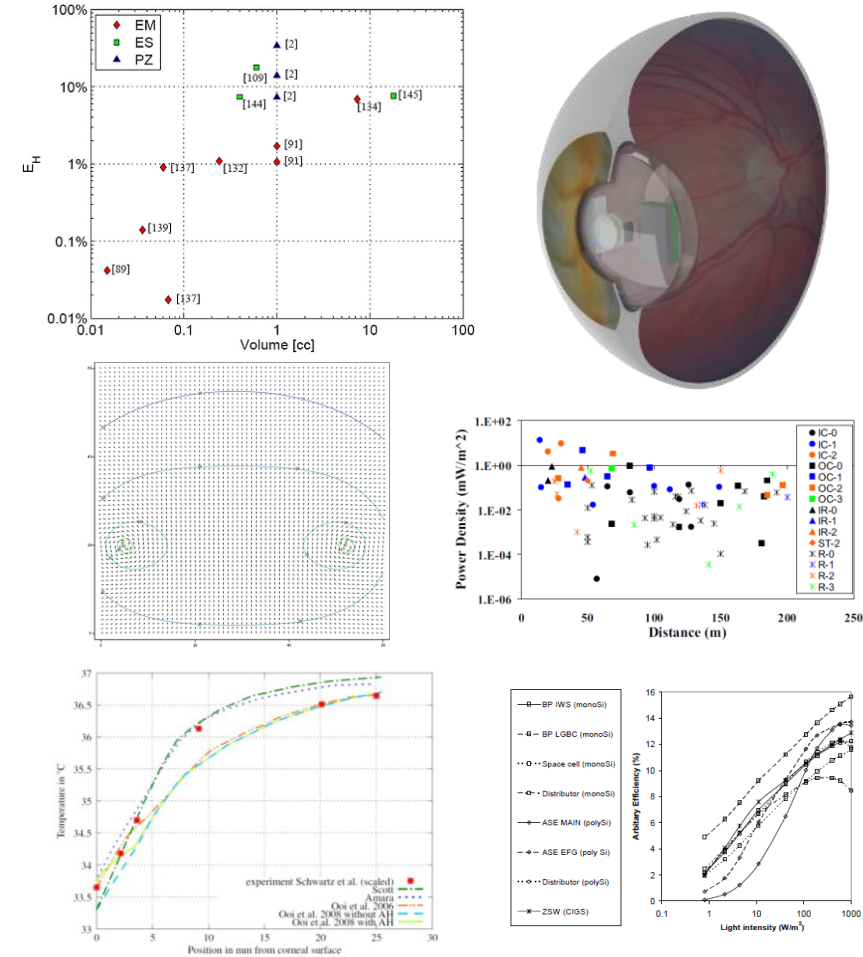 100%
EM
ES
PZ
[2]
[2]
[109]
10%
[144]
[2]
[134]
[145]
[91]
1%
[137]
[132]
[91]
E_H
[139]
0.1%
[89]
[137]
0.01%
0.01
0.1
1
10
100
Volume [cc]
60
40
20
0
0
20
40
60
1.E+02
1.E+00
1.E-02
1.E-04
1.E-06
Power Density (mW/m^2)
0
50
100
150
200
250
Distance (m)
IC-0
IC-1
IC-2
OC-0
OC-1
OC-2
OC-3
IR-0
IR-1
IR-2
ST-2
R-0
R-1
R-2
R-3
37
36.5
36
35.5
35
34.5
34
33.5
33
Temperature in °C
experiment Schwartz et al. (scaled)
Scott
Amara
Ooi et al. 2006
Ooi et al. 2008 without AH
Ooi et al. 2008 with AH
0
5
10
15
20
25
30
Position in mm from corneal surface
BP IWS (monoSi)
BP LGBC (monoSi)
Space cell (monoSi)
Distributor (monoSi)
ASE MAIN (polySi)
ASE EFG (poly Si)
Distributor (polySi)
ZSW (CIGS)
16
14
12
10
8
6
4
2
0
Arbitary Efficiency (%)
0.1
1
10
100
1000
Light intensity (W/m²)